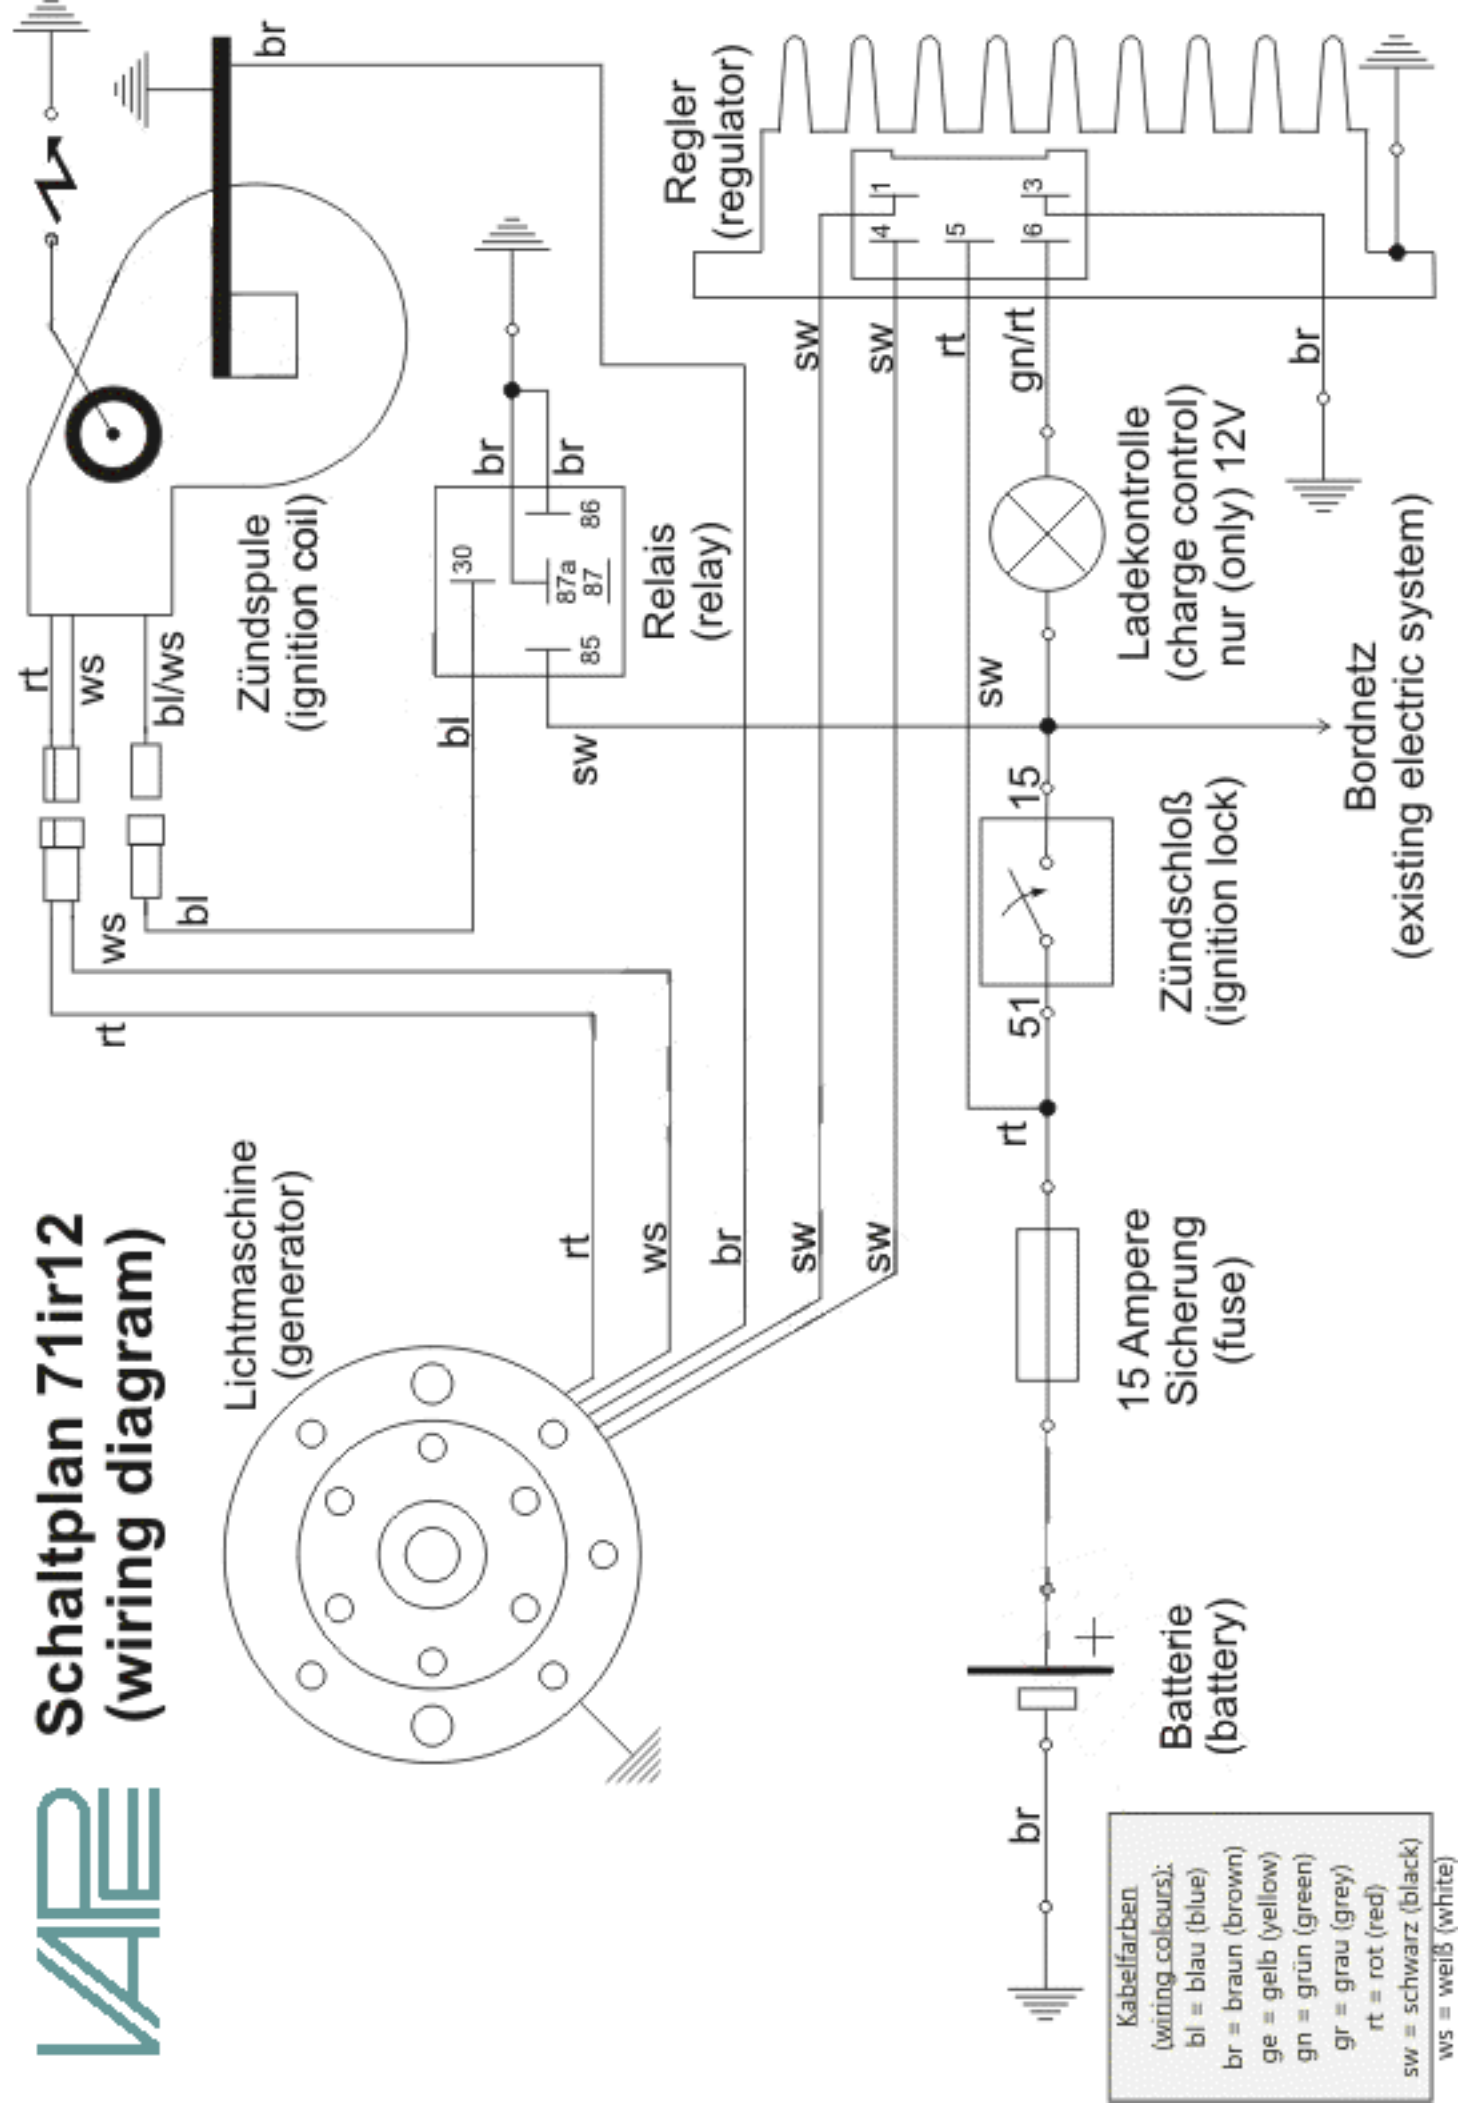 VAPE
Schaltplan 71ir12
(wiring diagram)
rt
ws
bl/ws
br
Zündspule
(ignition coil)
rt
ws
bl
bl
30
87a
87
85
86
br
br
sw
Relais
(relay)
Regler
(regulator)
1
4
5
3
6
sw
sw
rt
gn/rt
br
Lichtmaschine
(generator)
rt
ws
br
sw
sw
Ladekontrolle
(charge control)
nur (only) 12V
sw
15
51
Zündschloß
(ignition lock)
Bordnetz
(existing electric system)
rt
15 Ampere
Sicherung
(fuse)
+
Batterie
(battery)
br
Kabelfarben
(wiring colours):
bl = blau (blue)
br = braun (brown)
ge = gelb (yellow)
gn = grün (green)
gr = grau (grey)
rt = rot (red)
sw = schwarz (black)
ws = weiß (white)